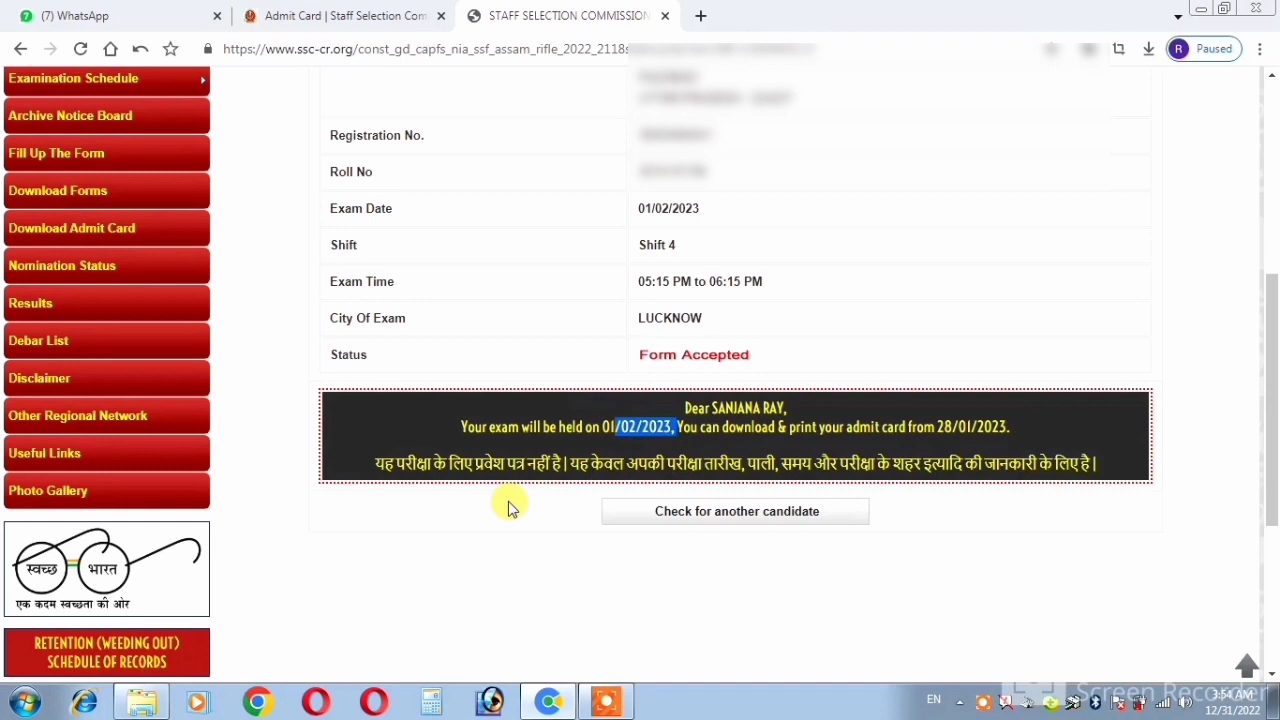 (7) WhatsApp
Admit Card | Staff Selection Com
STAFF SELECTION COMMISSION
https://www.ssc-cr.org/const_gd_capfs_nia_ssf_assam_rifle_2022_2118s
R Paused
Examination Schedule
Archive Notice Board
Fill Up The Form
Download Forms
Download Admit Card
Nomination Status
Results
Debar List
Disclaimer
Other Regional Network
Useful Links
Photo Gallery
स्वच्छ भारत
एक कदम स्वच्छता की ओर
RETENTION (WEEDING OUT)
SCHEDULE OF RECORDS
Registration No.
Roll No
Exam Date 01/02/2023
Shift Shift 4
Exam Time 05:15 PM to 06:15 PM
City Of Exam LUCKNOW
Status Form Accepted
Dear SANJANA RAY,
Your exam will be held on 01/02/2023, You can download & print your admit card from 28/01/2023.
यह परीक्षा के लिए प्रवेश पत्र नहीं है | यह केवल अपकी परीक्षा तारीख, पाली, समय और परीक्षा के शहर इत्यादि की जानकारी के लिए है |
Check for another candidate
Screen Recorder
EN
3:54 AM
12/31/2022